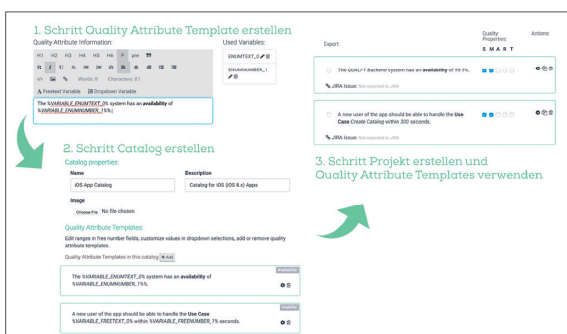 1. Schritt Quality Attribute Template erstellen
Quality Attribute Information:
H1 H2 H3 H4 H5 H6 P pre ❞
B I U
Words: 8 Characters: 81
A Freetext Variable Dropdown Variable
The %VARIABLE_ENUMTEXT_0% system has an availability of
%VARIABLE_ENUMNUMBER_1%%.
Used Variables:
ENUMTEXT_0
ENUMNUMBER_1
2. Schritt Catalog erstellen
Catalog properties:
Name
Description
iOS App Catalog
Catalog for iOS (iOS 8.x) Apps
Image
Choose File No file chosen
Quality Attribute Templates:
Edit ranges in free number fields, customize values in dropdown selections, add or remove quality
attribute templates.
Quality Attribute Templates in this catalog + Add
Availability
The %VARIABLE_ENUMTEXT_0% system has an availability of
%VARIABLE_ENUMNUMBER_1%%.
A new user of the app should be able to handle the Use Case
%VARIABLE_FREETEXT_0% within %VARIABLE_FREENUMBER_1% seconds.
Export:
Quality
Properties:
Actions:
S M A R T
The QUALIFT Backend system has an availability of 99.9%.
JIRA Issue: Not exported to JIRA
A new user of the app should be able to handle the Use
Case Create Catalog within 300 seconds.
JIRA Issue: Not exported to JIRA
3. Schritt Projekt erstellen und
Quality Attribute Templates verwenden